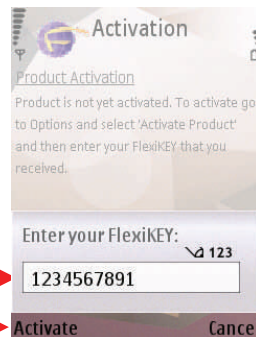 Activation
Product Activation
Product is not yet activated. To activate go
to Options and select 'Activate Product'
and then enter your FlexiKEY that you
received.
Enter your FlexiKEY:
123
1234567891
Activate Cance